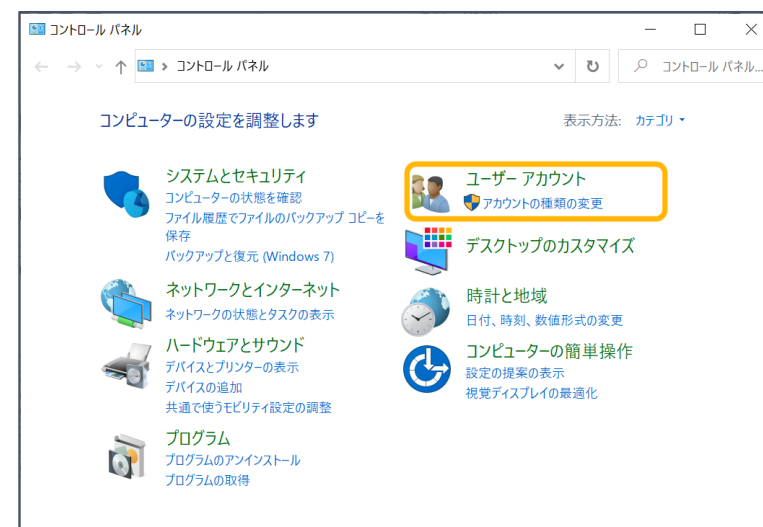 コントロール パネル
コントロール パネル
コントロール パネル...
コンピューターの設定を調整します
表示方法: カテゴリ
システムとセキュリティ
コンピューターの状態を確認
ファイル履歴でファイルのバックアップ コピーを
保存
バックアップと復元 (Windows 7)
ネットワークとインターネット
ネットワークの状態とタスクの表示
ハードウェアとサウンド
デバイスとプリンターの表示
デバイスの追加
共通で使うモビリティ設定の調整
プログラム
プログラムのアンインストール
プログラムの取得
ユーザー アカウント
アカウントの種類の変更
デスクトップのカスタマイズ
時計と地域
日付、時刻、数値形式の変更
コンピューターの簡単操作
設定の提案の表示
視覚ディスプレイの最適化